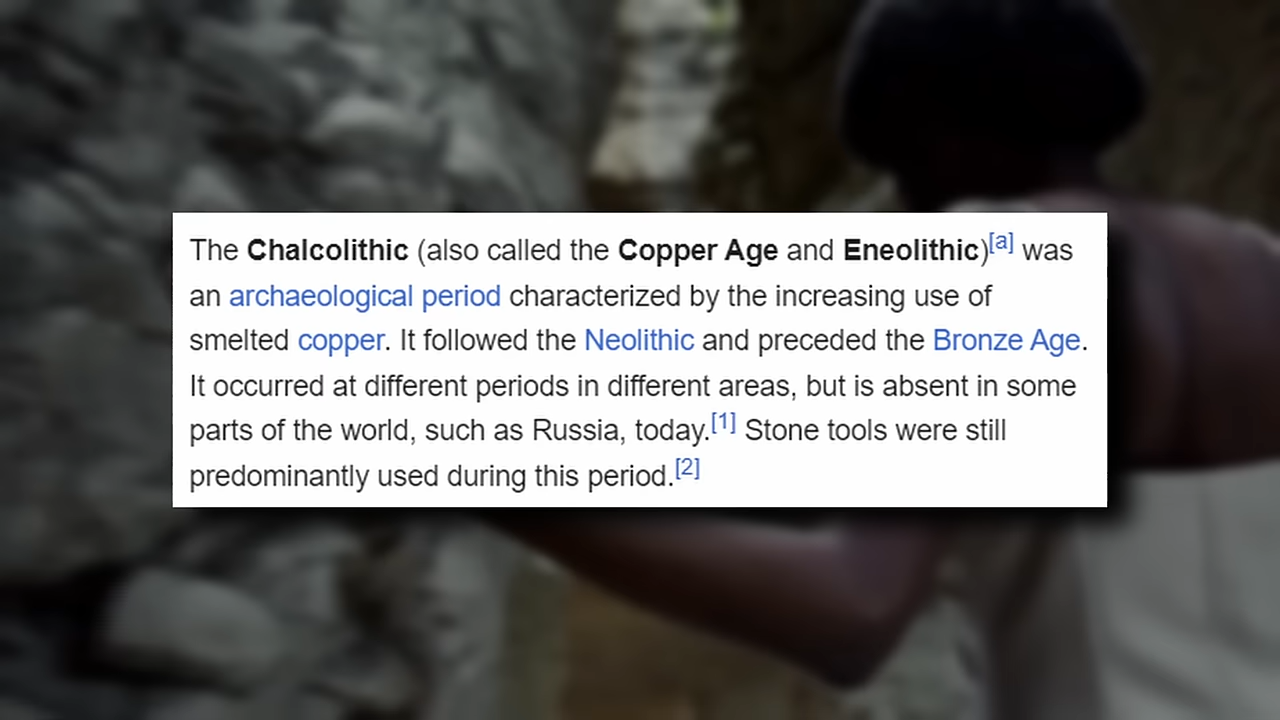 The Chalcolithic (also called the Copper Age and Eneolithic)[a] was
an archaeological period characterized by the increasing use of
smelted copper. It followed the Neolithic and preceded the Bronze Age.
It occurred at different periods in different areas, but is absent in some
parts of the world, such as Russia, today.[1] Stone tools were still
predominantly used during this period.[2]